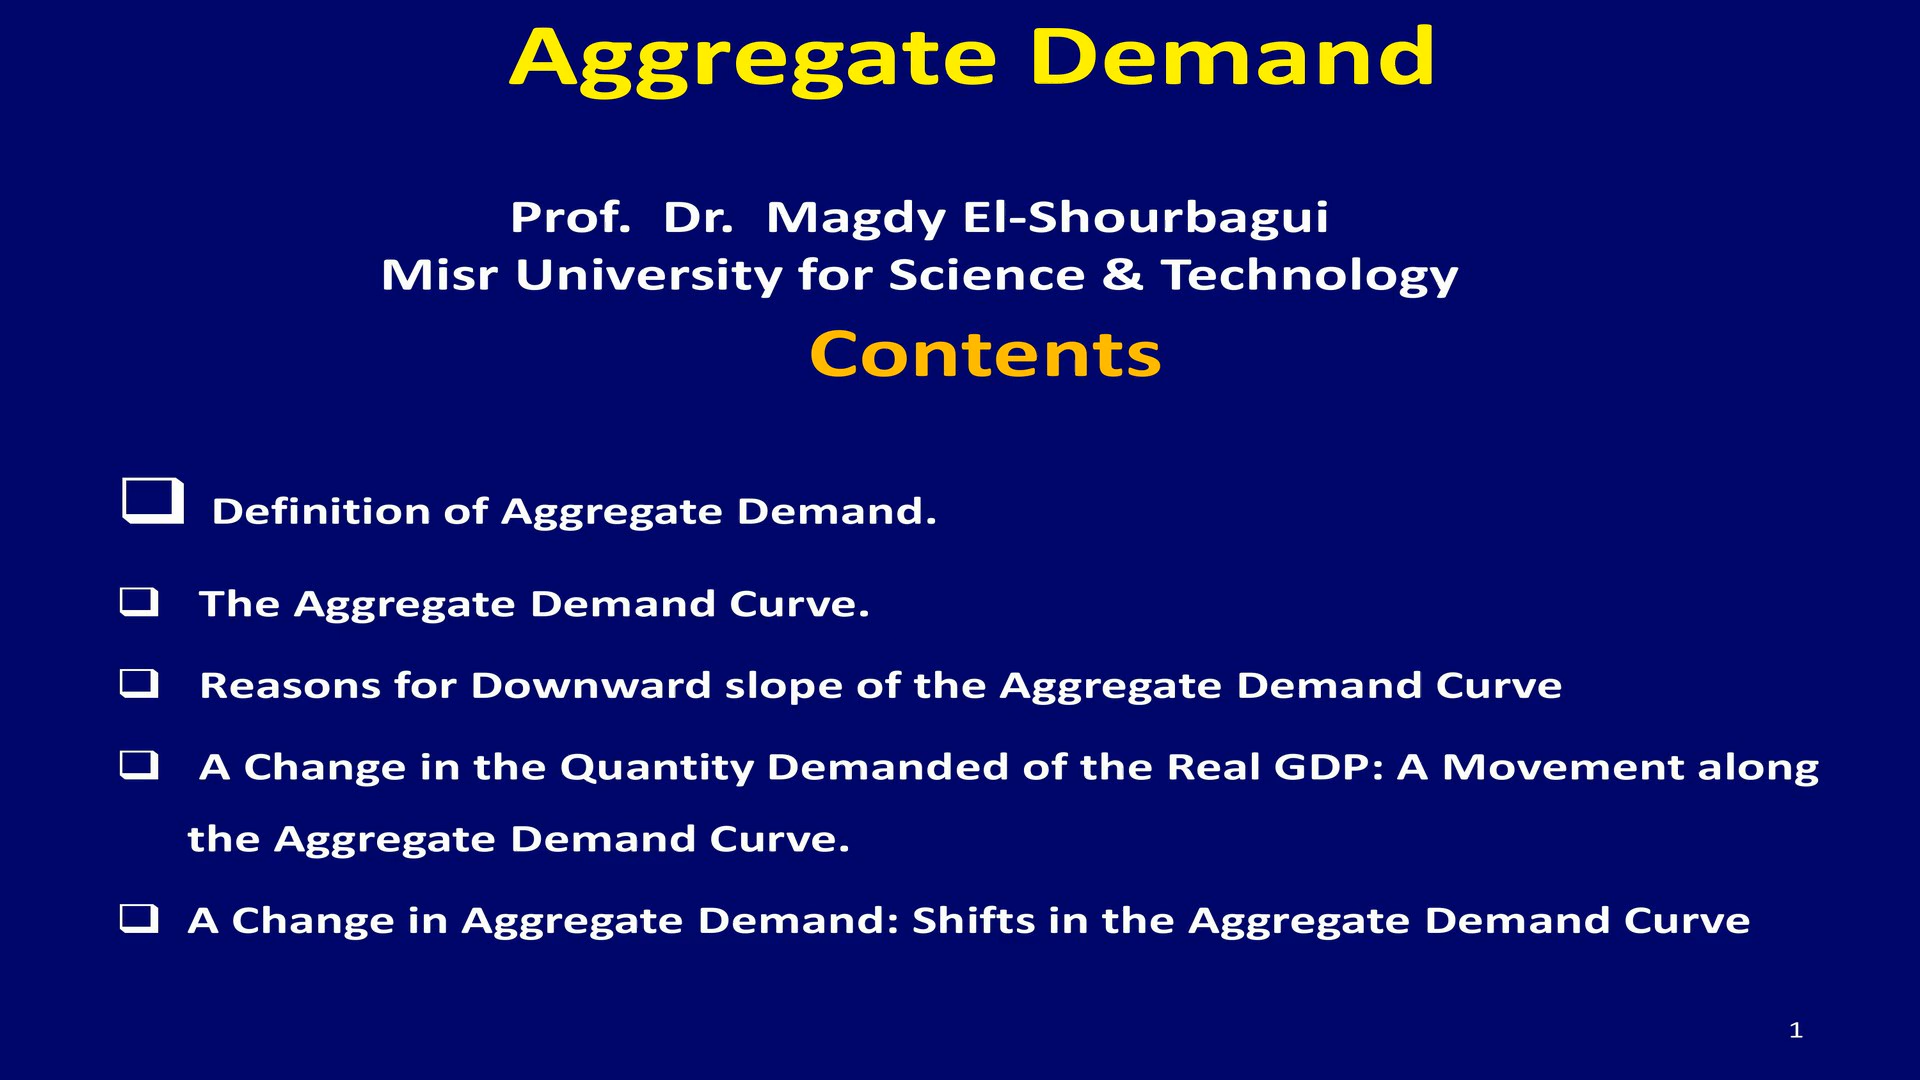 Aggregate Demand
Prof. Dr. Magdy El-Shourbagui
Misr University for Science & Technology
Contents
Definition of Aggregate Demand.
The Aggregate Demand Curve.
Reasons for Downward slope of the Aggregate Demand Curve
A Change in the Quantity Demanded of the Real GDP: A Movement along
the Aggregate Demand Curve.
A Change in Aggregate Demand: Shifts in the Aggregate Demand Curve
1